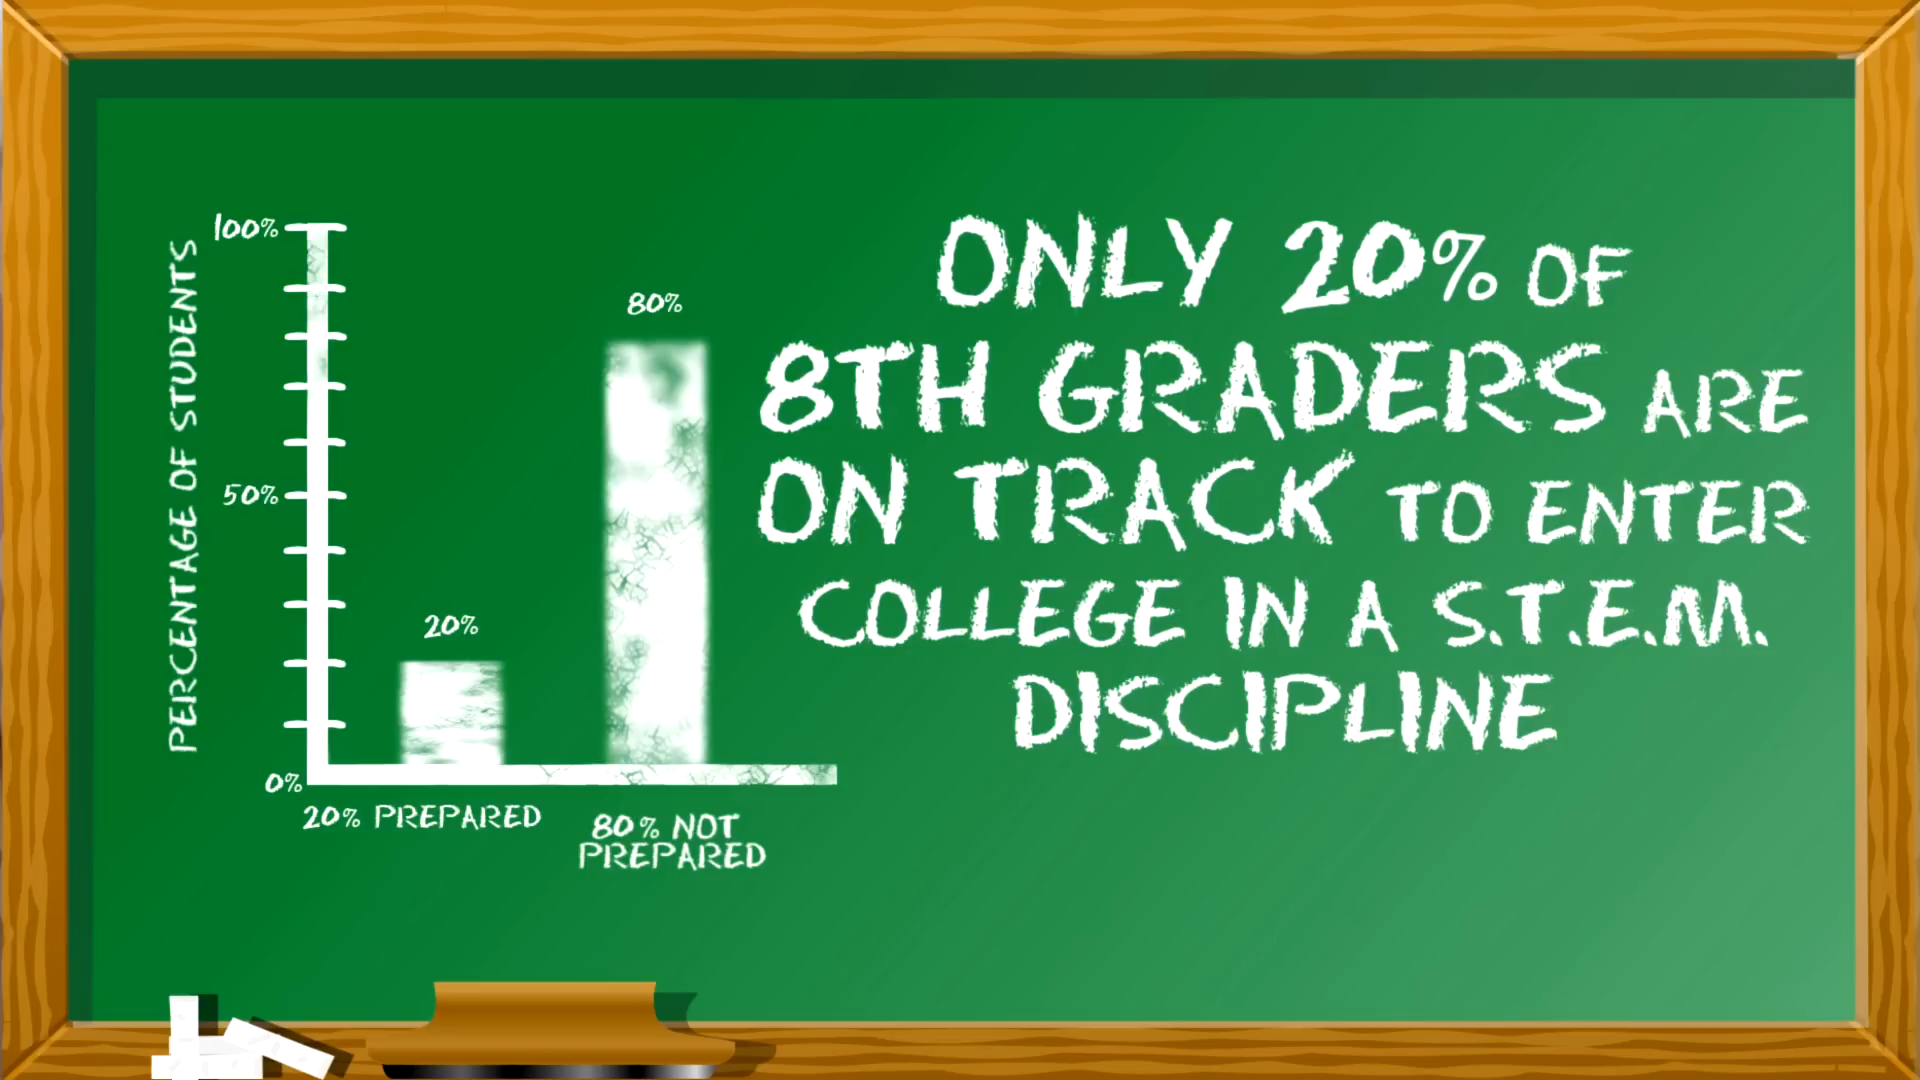 ONLY 20% OF
8TH GRADERS ARE
ON TRACK TO ENTER
COLLEGE IN A S.T.E.M.
DISCIPLINE
PERCENTAGE OF STUDENTS
100%
50%
0%
20%
80%
20% PREPARED
80% NOT
PREPARED